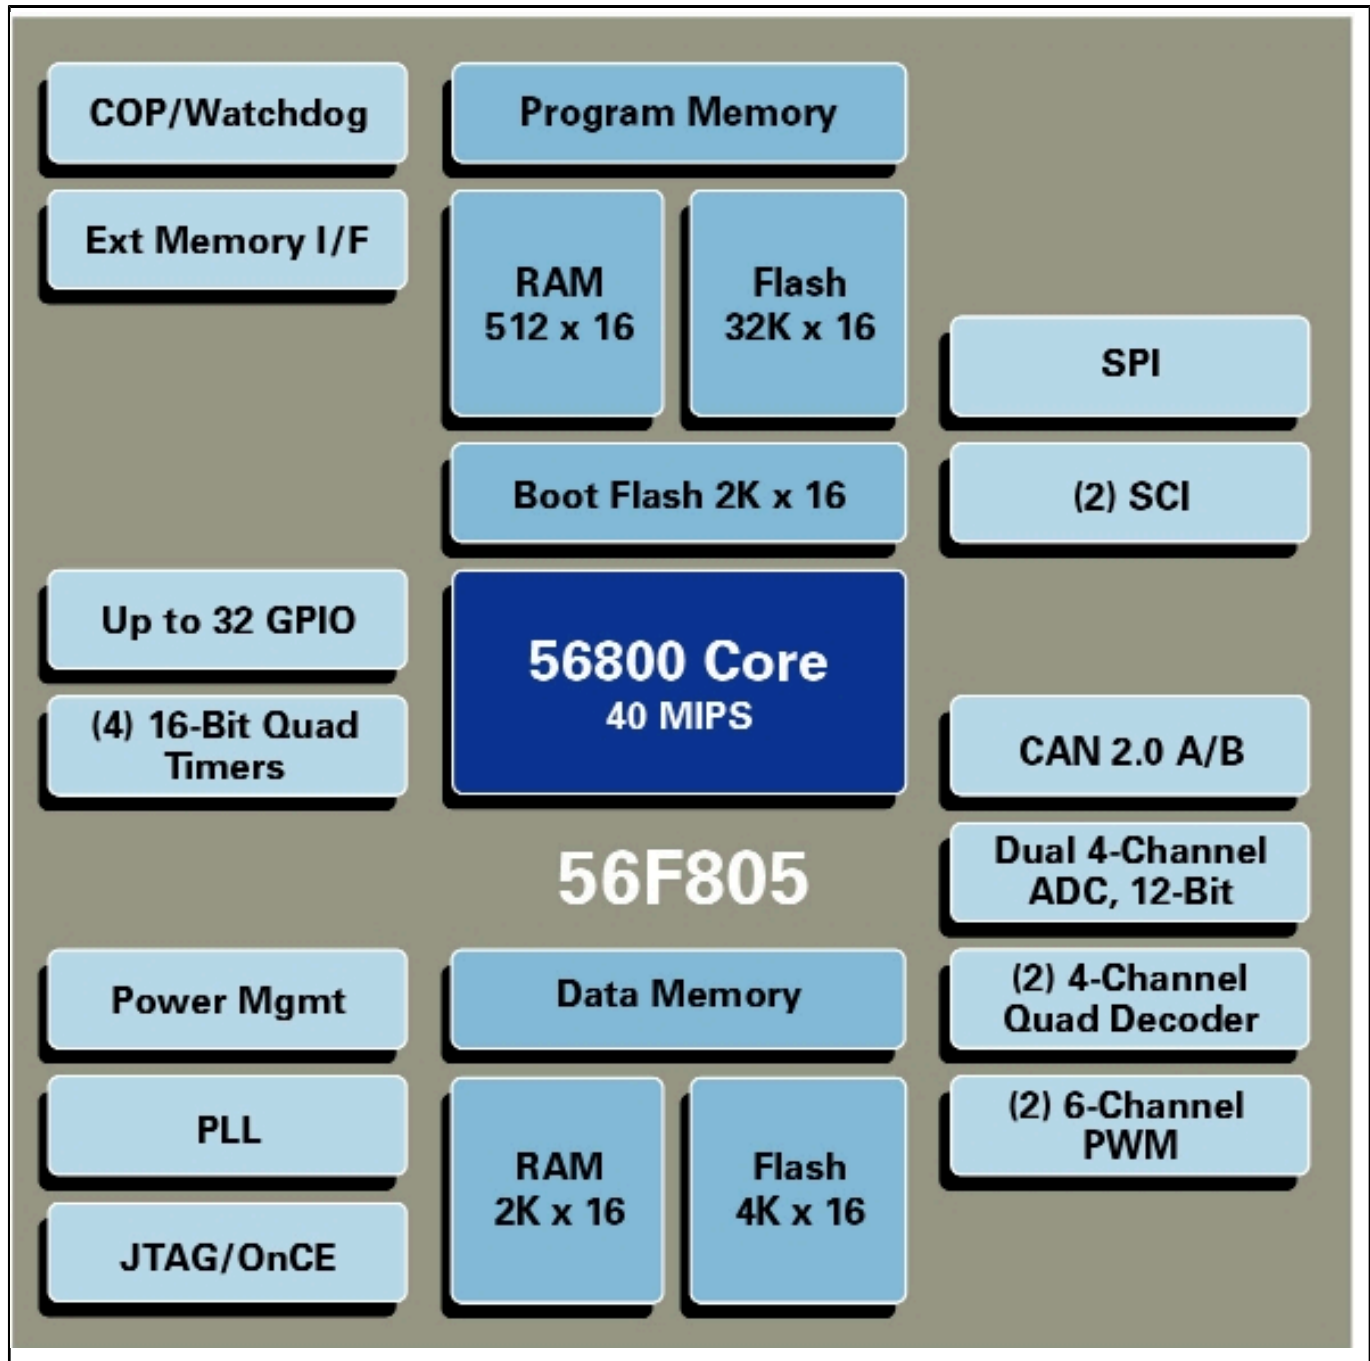 COP/Watchdog
Ext Memory I/F
Up to 32 GPIO
(4) 16-Bit Quad
Timers
Power Mgmt
PLL
JTAG/OnCE
Program Memory
RAM
512 x 16
Flash
32K x 16
Boot Flash 2K x 16
56800 Core
40 MIPS
56F805
Data Memory
RAM
2K x 16
Flash
4K x 16
SPI
(2) SCI
CAN 2.0 A/B
Dual 4-Channel
ADC, 12-Bit
(2) 4-Channel
Quad Decoder
(2) 6-Channel
PWM